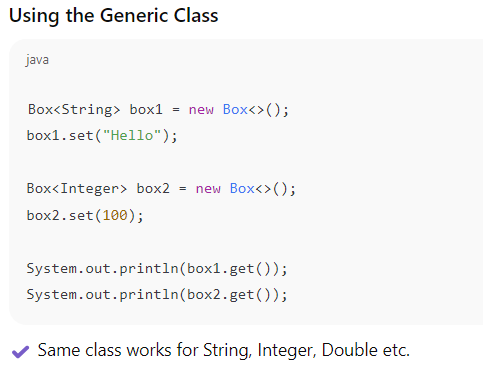 Using the Generic Class
java
Box<String> box1 = new Box<>();
box1.set("Hello");
Box<Integer> box2 = new Box<>();
box2.set(100);
System.out.println(box1.get());
System.out.println(box2.get());
✔ Same class works for String, Integer, Double etc.